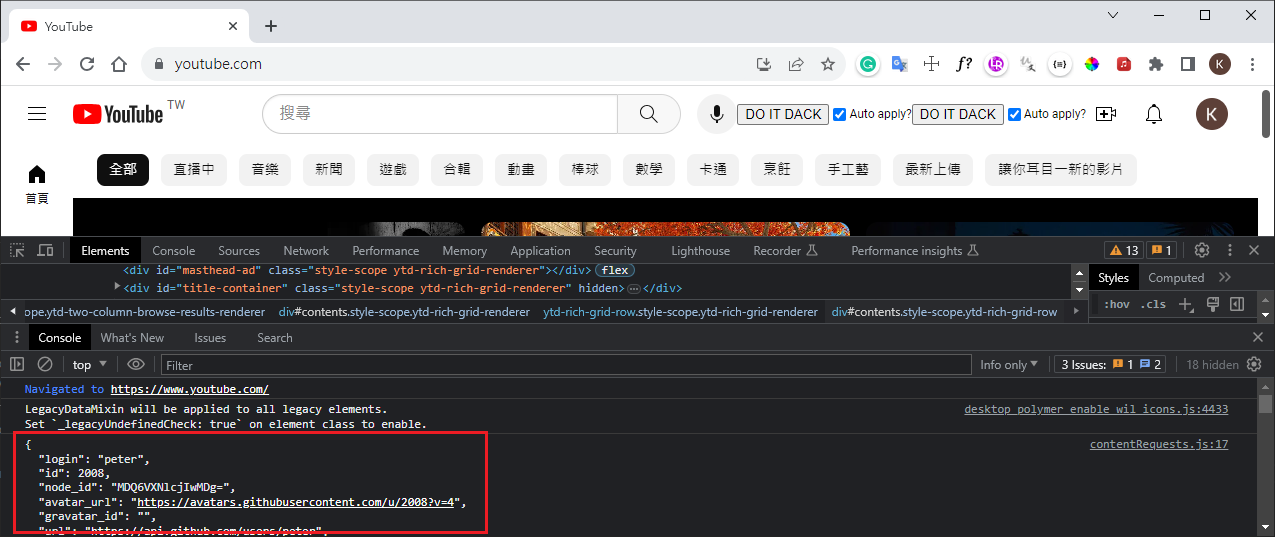 YouTube
youtube.com
f?
K
YouTube TW
搜尋
DO IT DACK Auto apply? DO IT DACK Auto apply?
K
首頁
全部 直播中 音樂 新聞 遊戲 合輯 動畫 棒球 數學 卡通 烹飪 手工藝 最新上傳 讓你耳目一新的影片
Elements Console Sources Network Performance Memory Application Security Lighthouse Recorder Performance insights 13 1
<div id="masthead-ad" class="style-scope ytd-rich-grid-renderer"></div> flex
<div id="title-container" class="style-scope ytd-rich-grid-renderer" hidden>…</div>
Styles Computed
:hov .cls
ope.ytd-two-column-browse-results-renderer div#contents.style-scope.ytd-rich-grid-renderer ytd-rich-grid-row.style-scope.ytd-rich-grid-renderer div#contents.style-scope.ytd-rich-grid-row
Console What's New Issues Search
top Filter Info only 3 Issues: 1 2 18 hidden
Navigated to https://www.youtube.com/
LegacyDataMixin will be applied to all legacy elements. desktop_polymer_enable_wil_icons.js:4433
Set `_legacyUndefinedCheck: true` on element class to enable.
{ contentRequests.js:17
"login": "peter",
"id": 2008,
"node_id": "MDQ6VXNlcjIwMDg=",
"avatar_url": "https://avatars.githubusercontent.com/u/2008?v=4",
"gravatar_id": "",
"url": "https://api.github.com/users/peter",